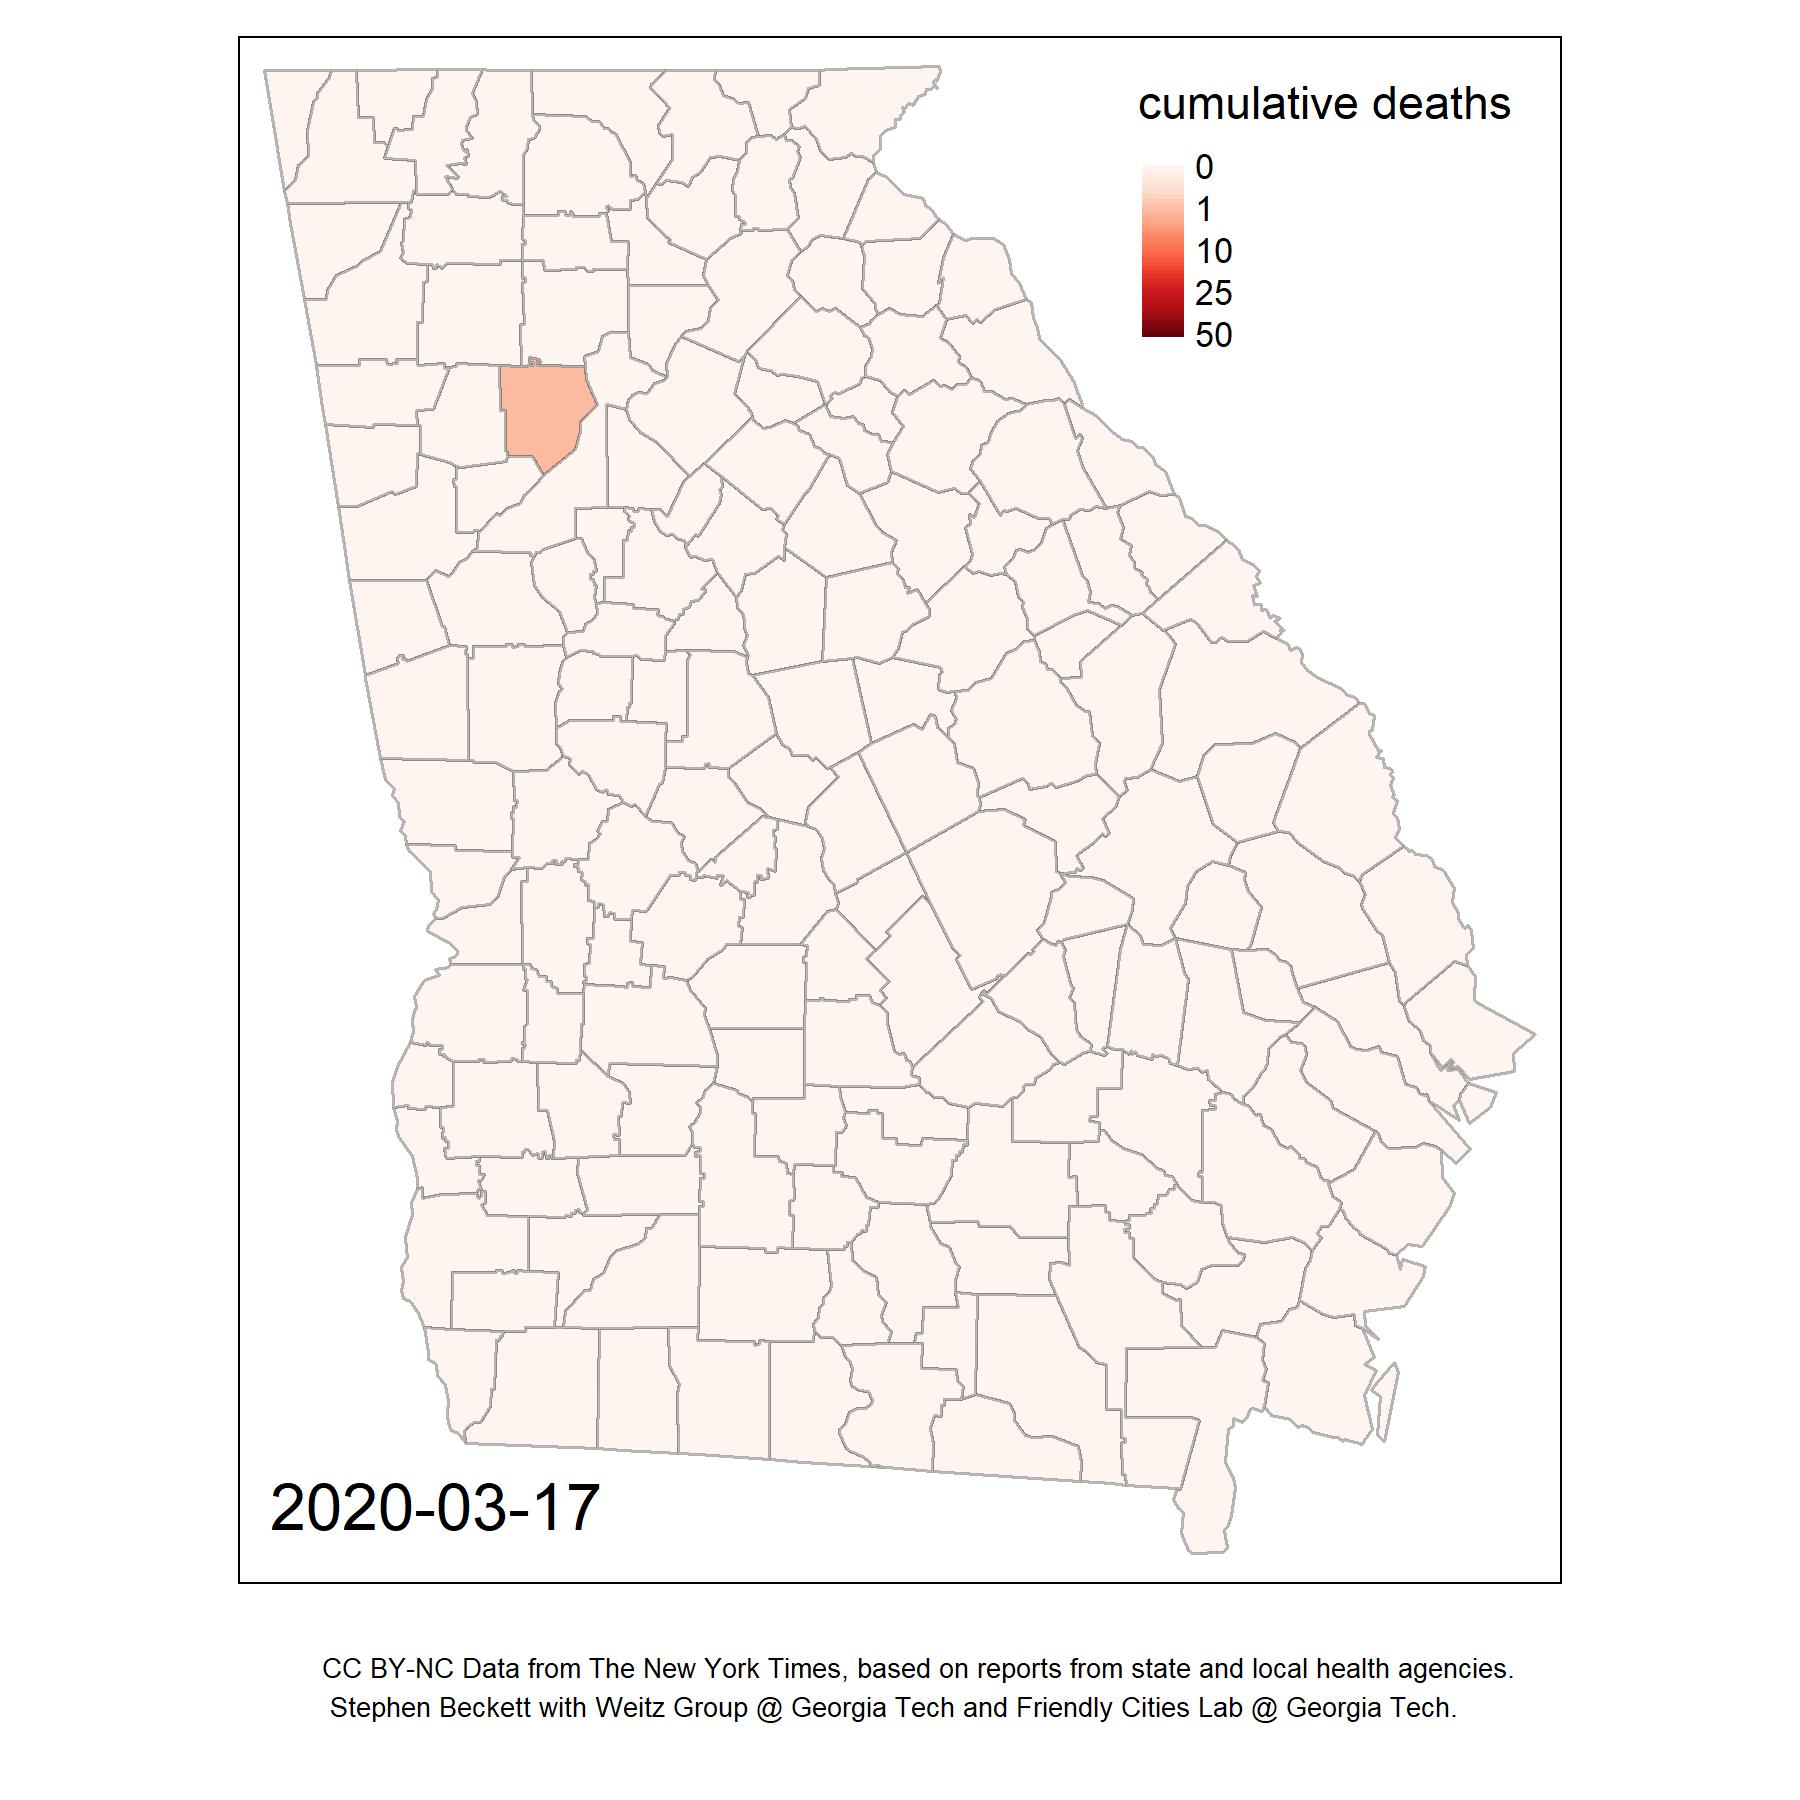 cumulative deaths
0
1
10
25
50
2020-03-17
CC BY-NC Data from The New York Times, based on reports from state and local health agencies.
Stephen Beckett with Weitz Group @ Georgia Tech and Friendly Cities Lab @ Georgia Tech.